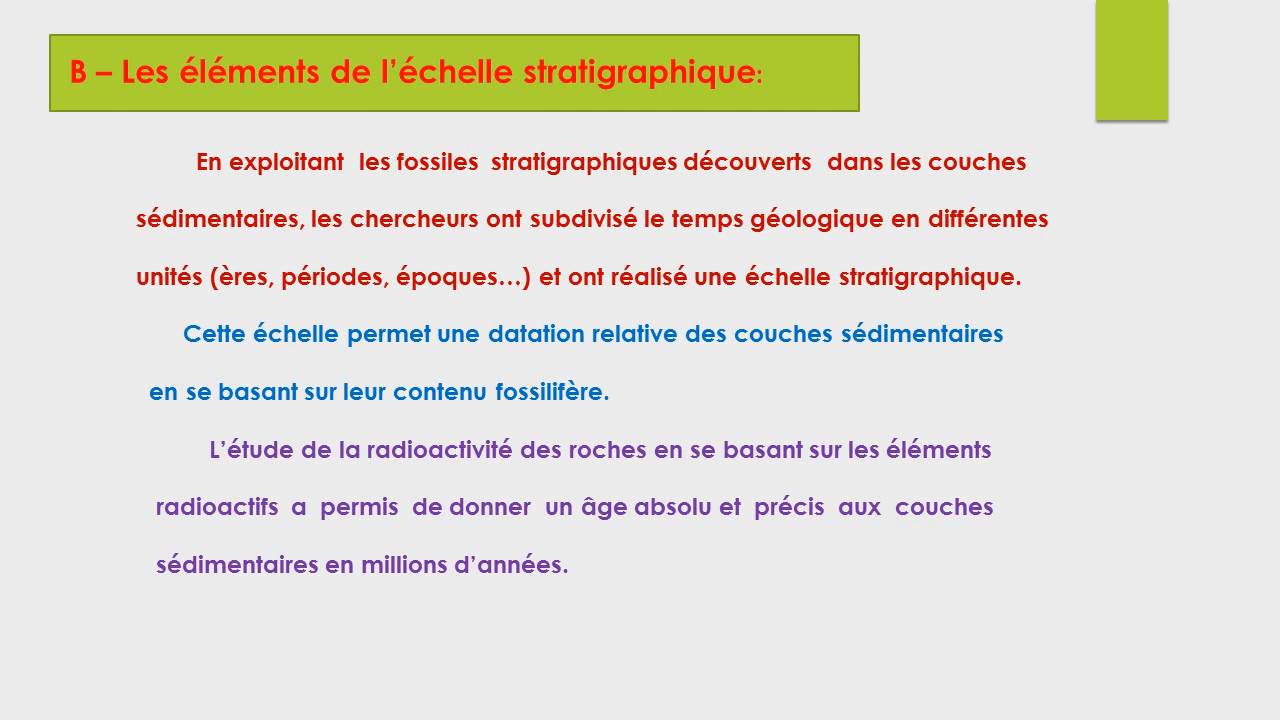 B – Les éléments de l’échelle stratigraphique:
En exploitant les fossiles stratigraphiques découverts dans les couches
sédimentaires, les chercheurs ont subdivisé le temps géologique en différentes
unités (ères, périodes, époques…) et ont réalisé une échelle stratigraphique.
Cette échelle permet une datation relative des couches sédimentaires
en se basant sur leur contenu fossilifère.
L’étude de la radioactivité des roches en se basant sur les éléments
radioactifs a permis de donner un âge absolu et précis aux couches
sédimentaires en millions d’années.